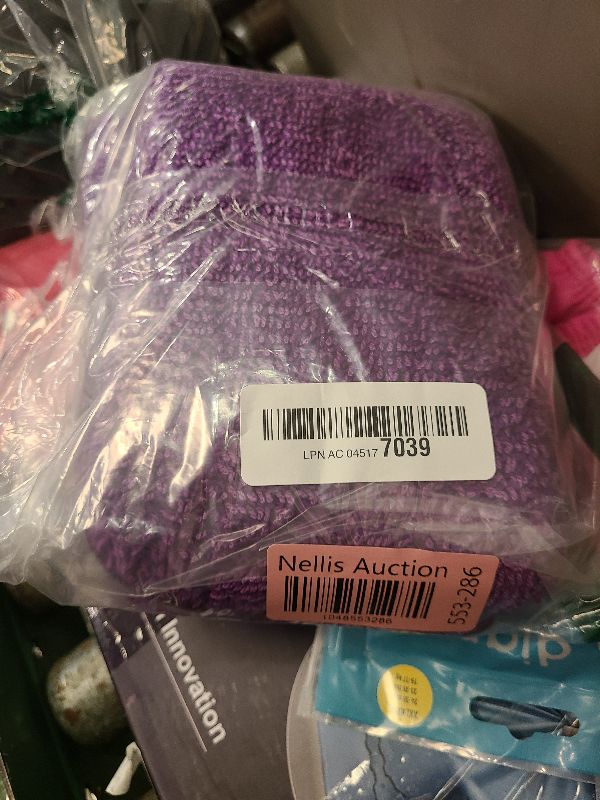 LPN AC 04517 7039
Nellis Auction
1048553286
553-286
Innovation